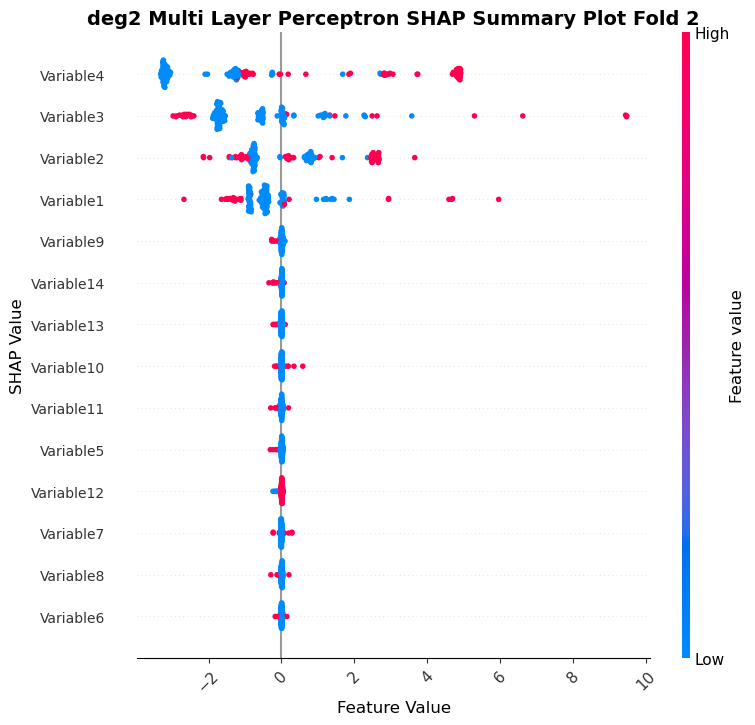 deg2 Multi Layer Perceptron SHAP Summary Plot Fold 2
High
Variable4
Variable3
Variable2
Variable1
Variable9
Variable14
Variable13
Variable10
Variable11
Variable5
Variable12
Variable7
Variable8
Variable6
SHAP Value
Feature value
Low
−2 0 2 4 6 8 10
Feature Value